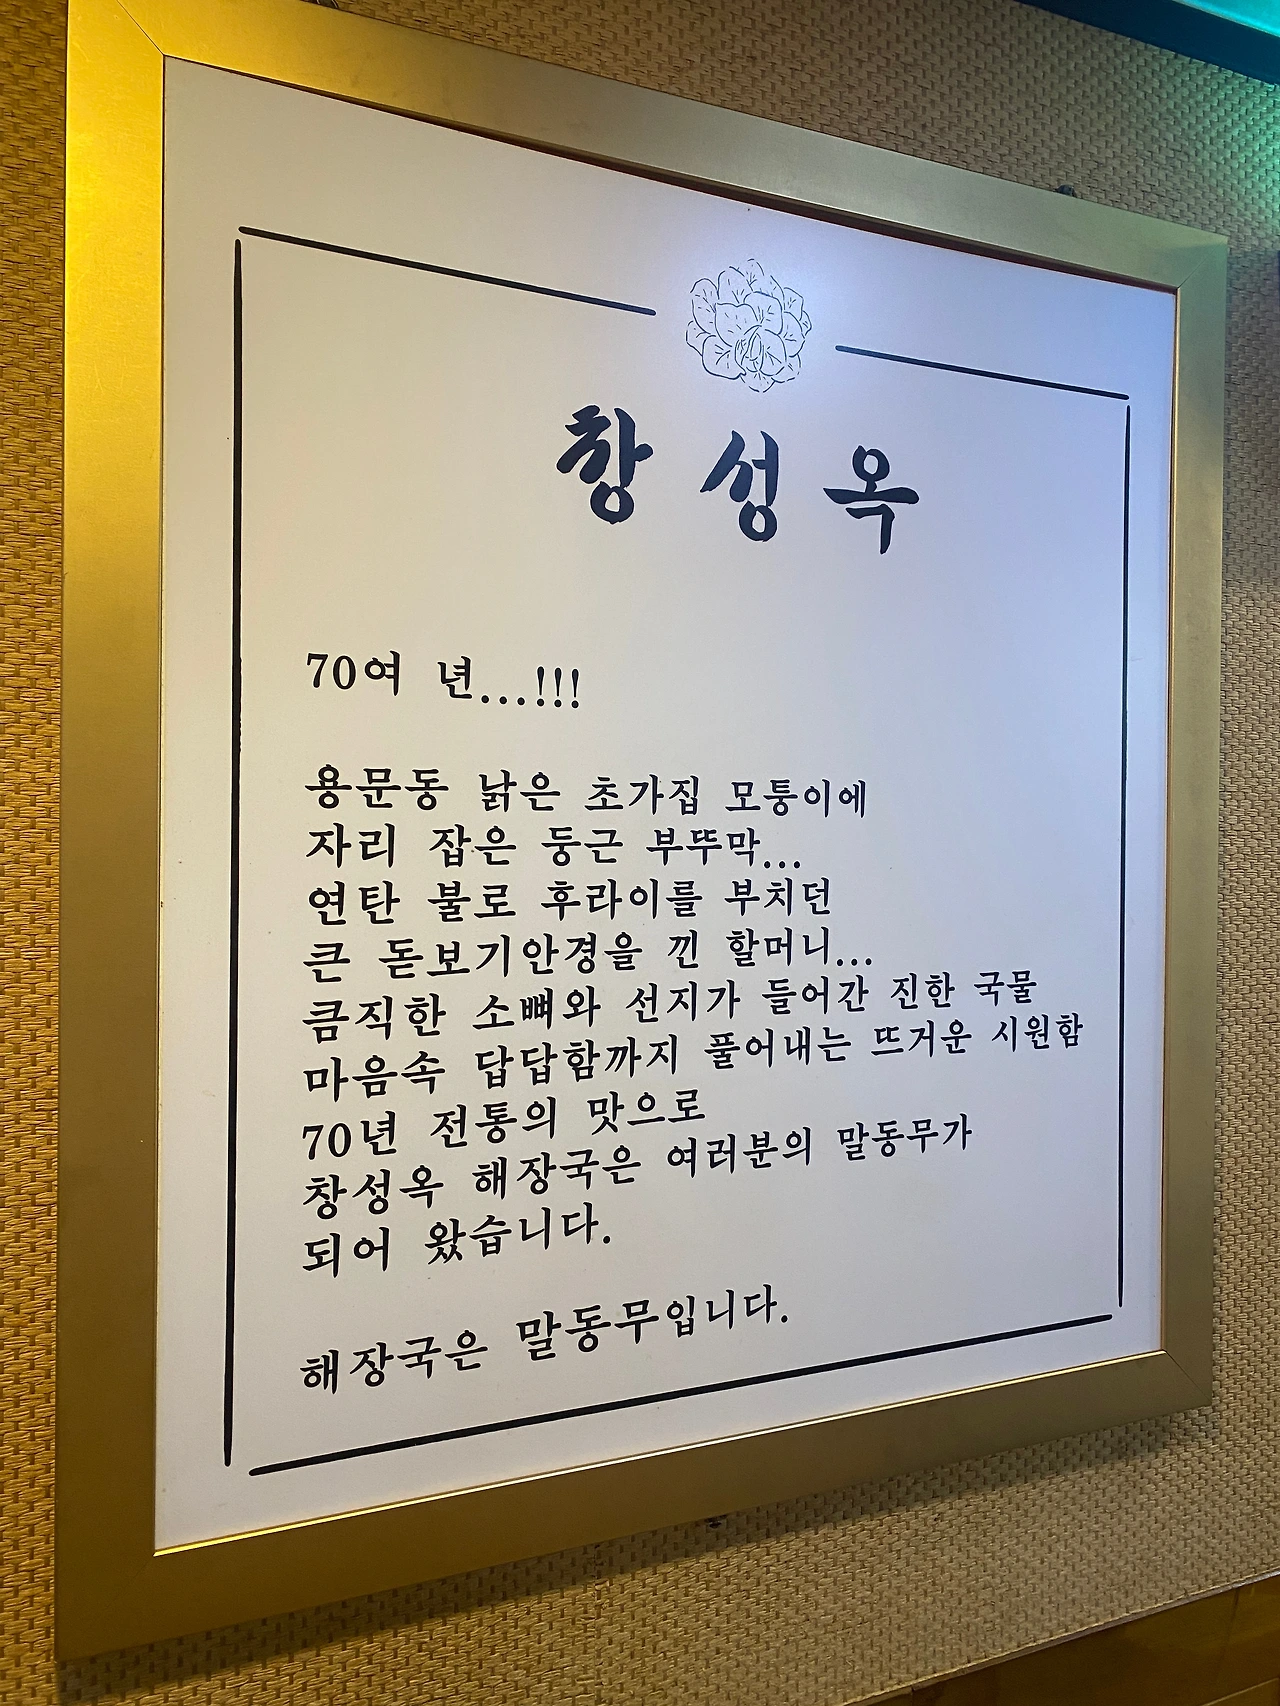 창성옥
70여 년...!!!
용문동 낡은 초가집 모퉁이에
자리 잡은 둥근 부뚜막...
연탄 불로 후라이를 부치던
큰 돋보기안경을 낀 할머니...
큼직한 소뼈와 선지가 들어간 진한 국물
마음속 답답함까지 풀어내는 뜨거운 시원함
70년 전통의 맛으로
창성옥 해장국은 여러분의 말동무가
되어 왔습니다.
해장국은 말동무입니다.